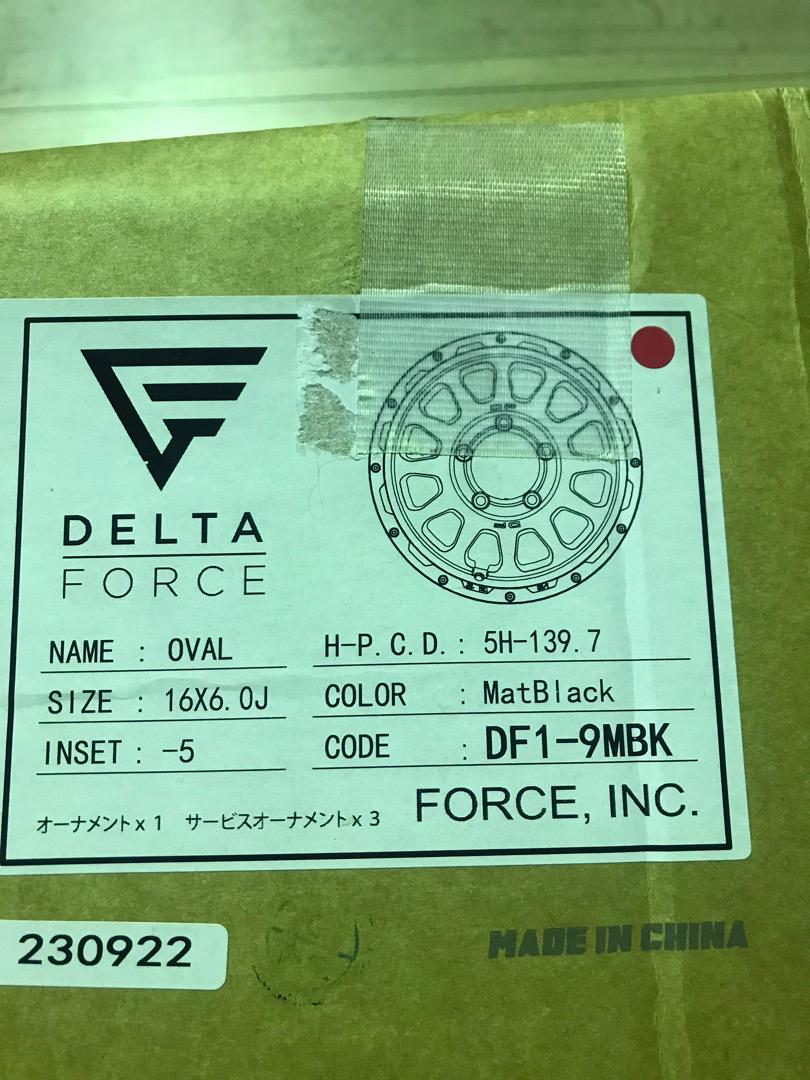 DELTA
FORCE
NAME : OVAL
H-P.C.D. : 5H-139.7
SIZE : 16X6.0J
COLOR : MatBlack
INSET : -5
CODE : DF1-9MBK
オーナメントx 1 サービスオーナメントx 3
FORCE, INC.
230922
MADE IN CHINA